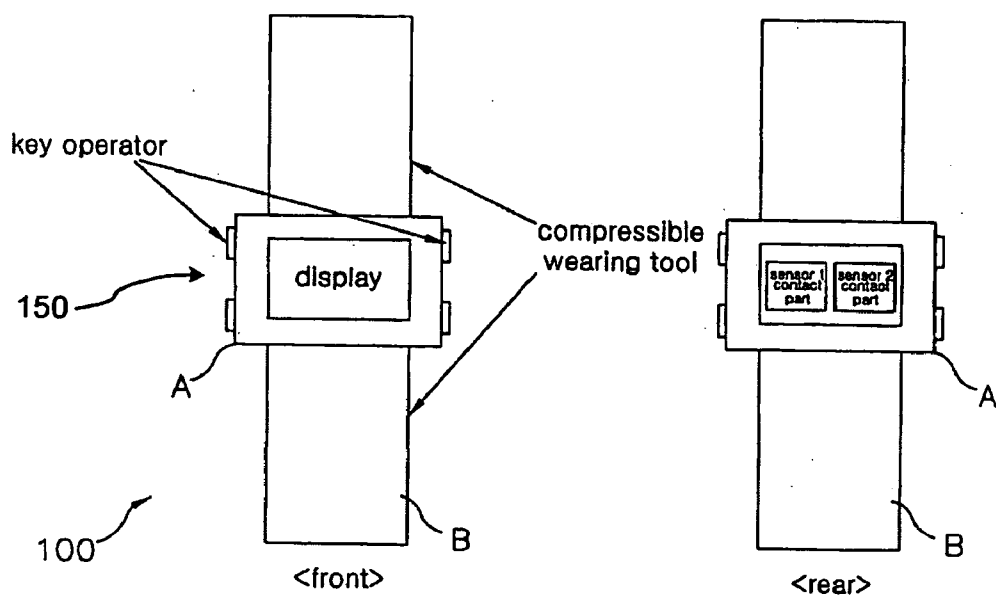 key operator
compressible
wearing tool
display
sensor 1
contact
part
sensor 2
contact
part
150
A
A
B
B
100
<front>
<rear>